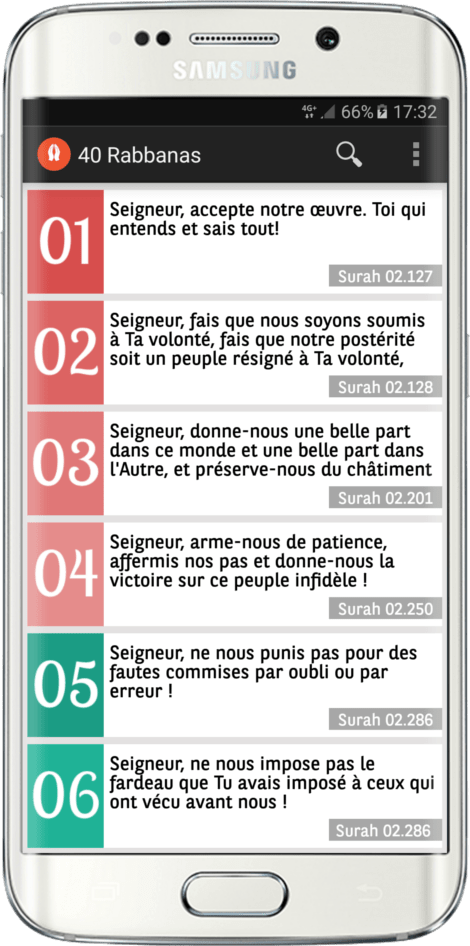 SAMSUNG
4G+ 66% 17:32
40 Rabbanas
01
Seigneur, accepte notre œuvre. Toi qui
entends et sais tout!
Surah 02.127
02
Seigneur, fais que nous soyons soumis
à Ta volonté, fais que notre postérité
soit un peuple résigné à Ta volonté,
Surah 02.128
03
Seigneur, donne-nous une belle part
dans ce monde et une belle part dans
l'Autre, et préserve-nous du châtiment
Surah 02.201
04
Seigneur, arme-nous de patience,
affermis nos pas et donne-nous la
victoire sur ce peuple infidèle !
Surah 02.250
05
Seigneur, ne nous punis pas pour des
fautes commises par oubli ou par
erreur !
Surah 02.286
06
Seigneur, ne nous impose pas le
fardeau que Tu avais imposé à ceux qui
ont vécu avant nous !
Surah 02.286